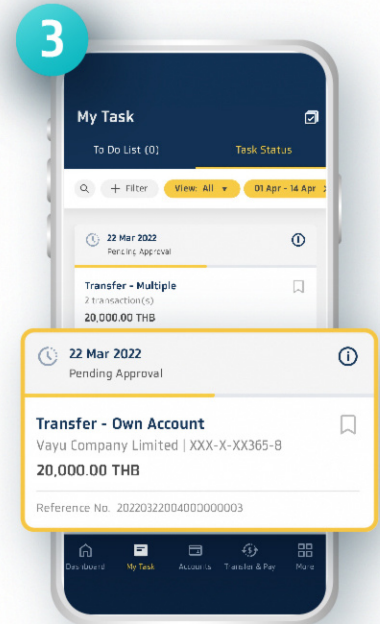 3
My Task
To Do List (0)
Task Status
+ Filter
View: All
01 Apr - 14 Apr
22 Mar 2022
Pending Approval
Transfer - Multiple
2 transaction(s)
20,000.00 THB
22 Mar 2022
Pending Approval
Transfer - Own Account
Vayu Company Limited | XXX-X-XX365-8
20,000.00 THB
Reference No. 20220322004000000003
Dashboard
My Task
Accounts
Transfer & Pay
More